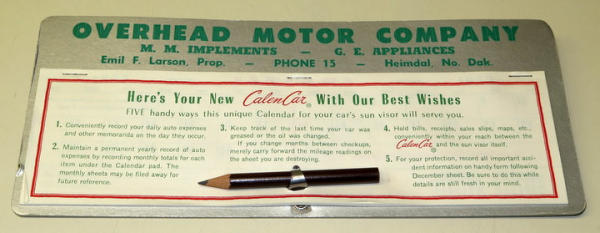 OVERHEAD MOTOR COMPANY
M. M. IMPLEMENTS — G. E. APPLIANCES
Emil F. Larson, Prop. — PHONE 15 — Heimdal, No. Dak.
Here's Your New CalenCar® With Our Best Wishes
FIVE handy ways this unique Calendar for your car's sun visor will serve you.
1. Conveniently record your daily auto expenses
and other memoranda on the day they occur.
2. Maintain a permanent yearly record of auto
expenses by recording monthly totals for each
item under the Calendar pad. The
monthly sheets may be filed away for
future reference.
3. Keep track of the last time your car was
greased or the oil was changed.
If you change months between checkups,
merely carry forward the mileage readings on
the sheet you are destroying.
4. Hold bills, receipts, sales slips, maps, etc.,
conveniently within your reach between the
CalenCar® and the sun visor itself.
5. For your protection, record all important acci-
dent information on handy form following
December sheet. Be sure to do this while
details are still fresh in your mind.